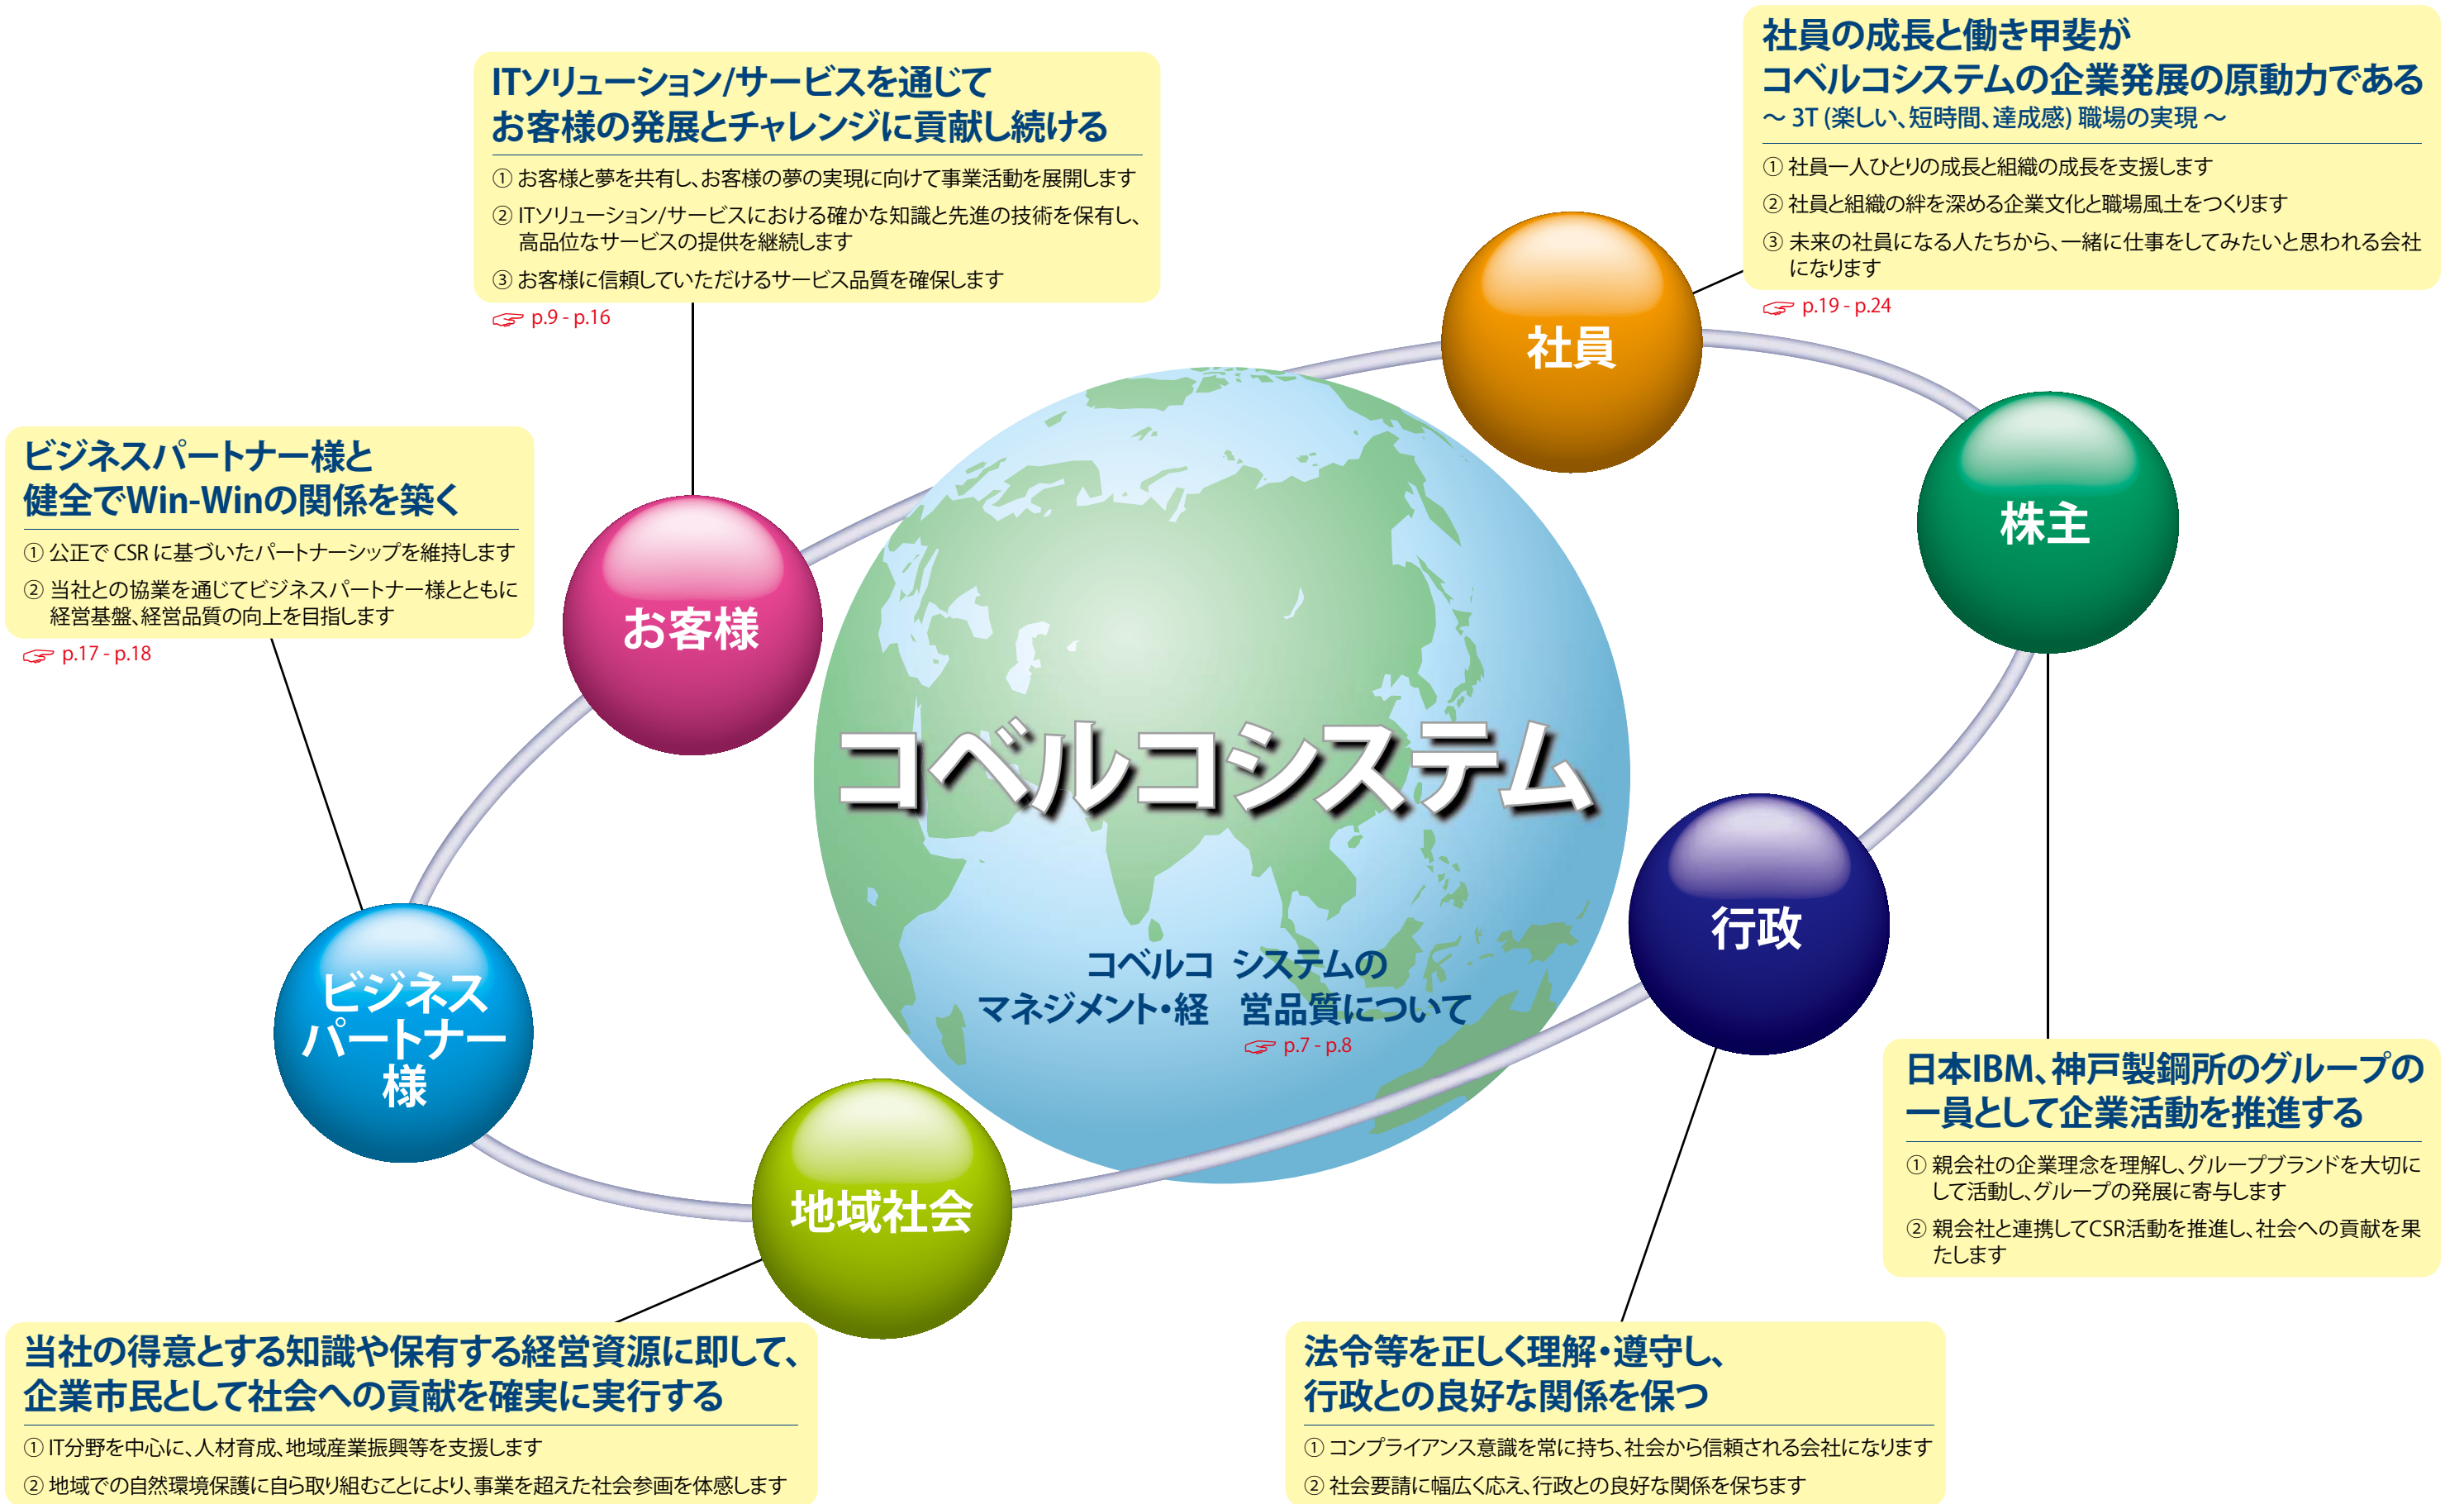 ITソリューション/サービスを通じて
お客様の発展とチャレンジに貢献し続ける
① お客様と夢を共有し、お客様の夢の実現に向けて事業活動を展開します
② ITソリューション/サービスにおける確かな知識と先進の技術を保有し、
高品位なサービスの提供を継続します
③ お客様に信頼していただけるサービス品質を確保します
☞ p.9 - p.16
社員の成長と働き甲斐が
コベルコシステムの企業発展の原動力である
～ 3T (楽しい、短時間、達成感) 職場の実現 ～
① 社員一人ひとりの成長と組織の成長を支援します
② 社員と組織の絆を深める企業文化と職場風土をつくります
③ 未来の社員になる人たちから、一緒に仕事をしてみたいと思われる会社
になります
☞ p.19 - p.24
社員
株主
ビジネスパートナー様と
健全でWin-Winの関係を築く
① 公正で CSR に基づいたパートナーシップを維持します
② 当社との協業を通じてビジネスパートナー様とともに
経営基盤、経営品質の向上を目指します
☞ p.17 - p.18
お客様
コベルコシステム
行政
コベルコ システムの
マネジメント・経 営品質について
☞ p.7 - p.8
ビジネス
パートナー
様
地域社会
日本IBM、神戸製鋼所のグループの
一員として企業活動を推進する
① 親会社の企業理念を理解し、グループブランドを大切に
して活動し、グループの発展に寄与します
② 親会社と連携してCSR活動を推進し、社会への貢献を果
たします
当社の得意とする知識や保有する経営資源に即して、
企業市民として社会への貢献を確実に実行する
① IT分野を中心に、人材育成、地域産業振興等を支援します
② 地域での自然環境保護に自ら取り組むことにより、事業を超えた社会参画を体感します
法令等を正しく理解・遵守し、
行政との良好な関係を保つ
① コンプライアンス意識を常に持ち、社会から信頼される会社になります
② 社会要請に幅広く応え、行政との良好な関係を保ちます